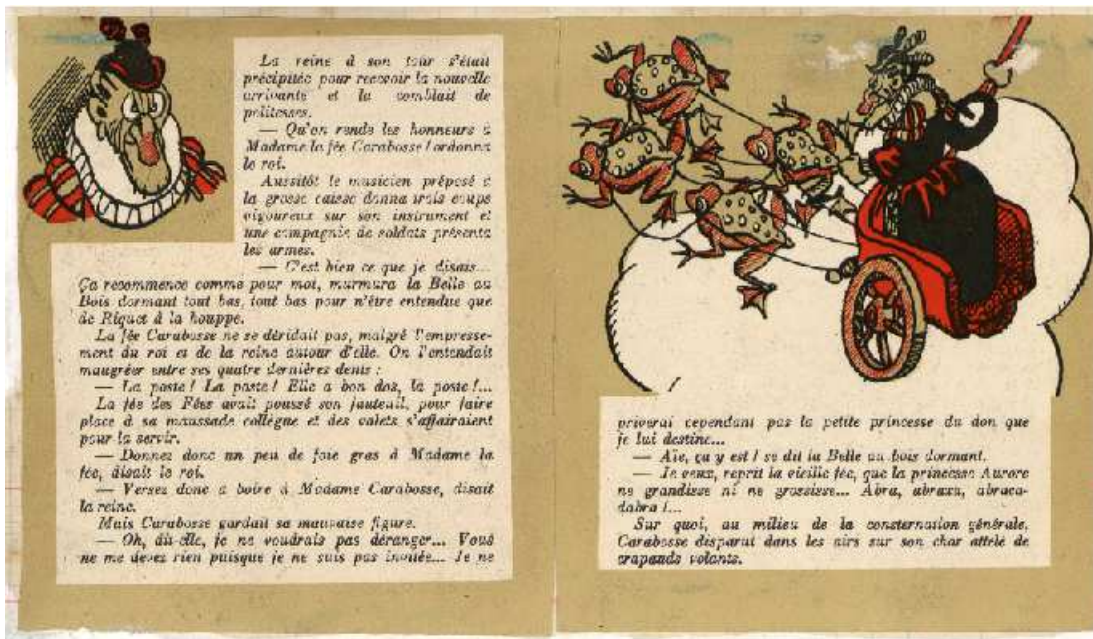 La reine à son tour s'était
précipitée pour recevoir la nouvelle
arrivante et la comblait de
politesses.
— Qu'on rende les honneurs à
Madame la fée Carabosse ! ordonna
le roi.
Aussitôt le musicien préposé à
la grosse caisse donna trois coups
vigoureux sur son instrument et
une compagnie de soldats présenta
les armes.
— C'est bien ce que je disais...
Ça recommence comme pour moi, murmura la Belle au
Bois dormant tout bas, tout bas pour n'être entendue que
de Riquet à la houppe.
La fée Carabosse ne se déridait pas, malgré l'empresse-
ment du roi et de la reine autour d'elle. On l'entendait
maugréer entre ses quatre dernières dents :
— La poste ! La poste ! Elle a bon dos, la poste !...
La fée des Fées avait poussé son fauteuil, pour faire
place à sa maussade collègue et des valets s'affairaient
pour la servir.
— Donnez donc un peu de foie gras à Madame la
fée, disait le roi.
— Versez donc à boire à Madame Carabosse, disait
la reine.
Mais Carabosse gardait sa mauvaise figure.
— Oh, dit-elle, je ne voudrais pas déranger... Vous
ne me devez rien puisque je ne suis pas invitée... Je ne
priverai cependant pas la petite princesse du don que
je lui destine...
— Aïe, ça y est ! se dit la Belle au bois dormant.
— Je veux, reprit la vieille fée, que la princesse Aurore
ne grandisse ni ne grossisse... Abra, abraxa, abraca-
dabra !...
Sur quoi, au milieu de la consternation générale,
Carabosse disparut dans les airs sur son char attelé de
crapauds volants.